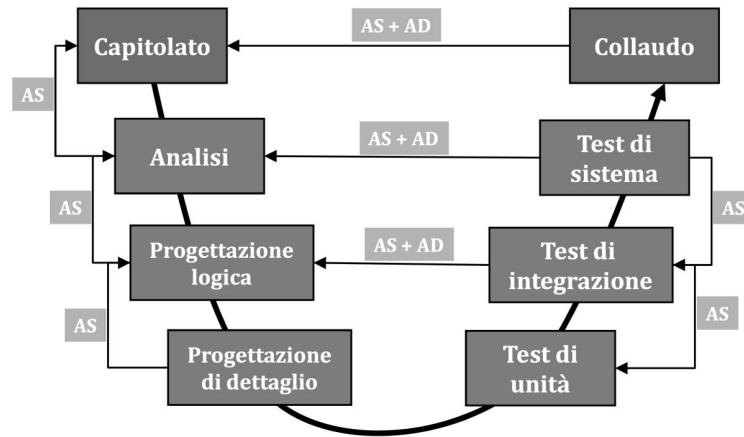 Capitolato
AS + AD
Collaudo
AS
Analisi
AS + AD
Test di
sistema
AS
AS
Progettazione
logica
AS + AD
Test di
integrazione
AS
AS
Progettazione
di dettaglio
Test di
unità